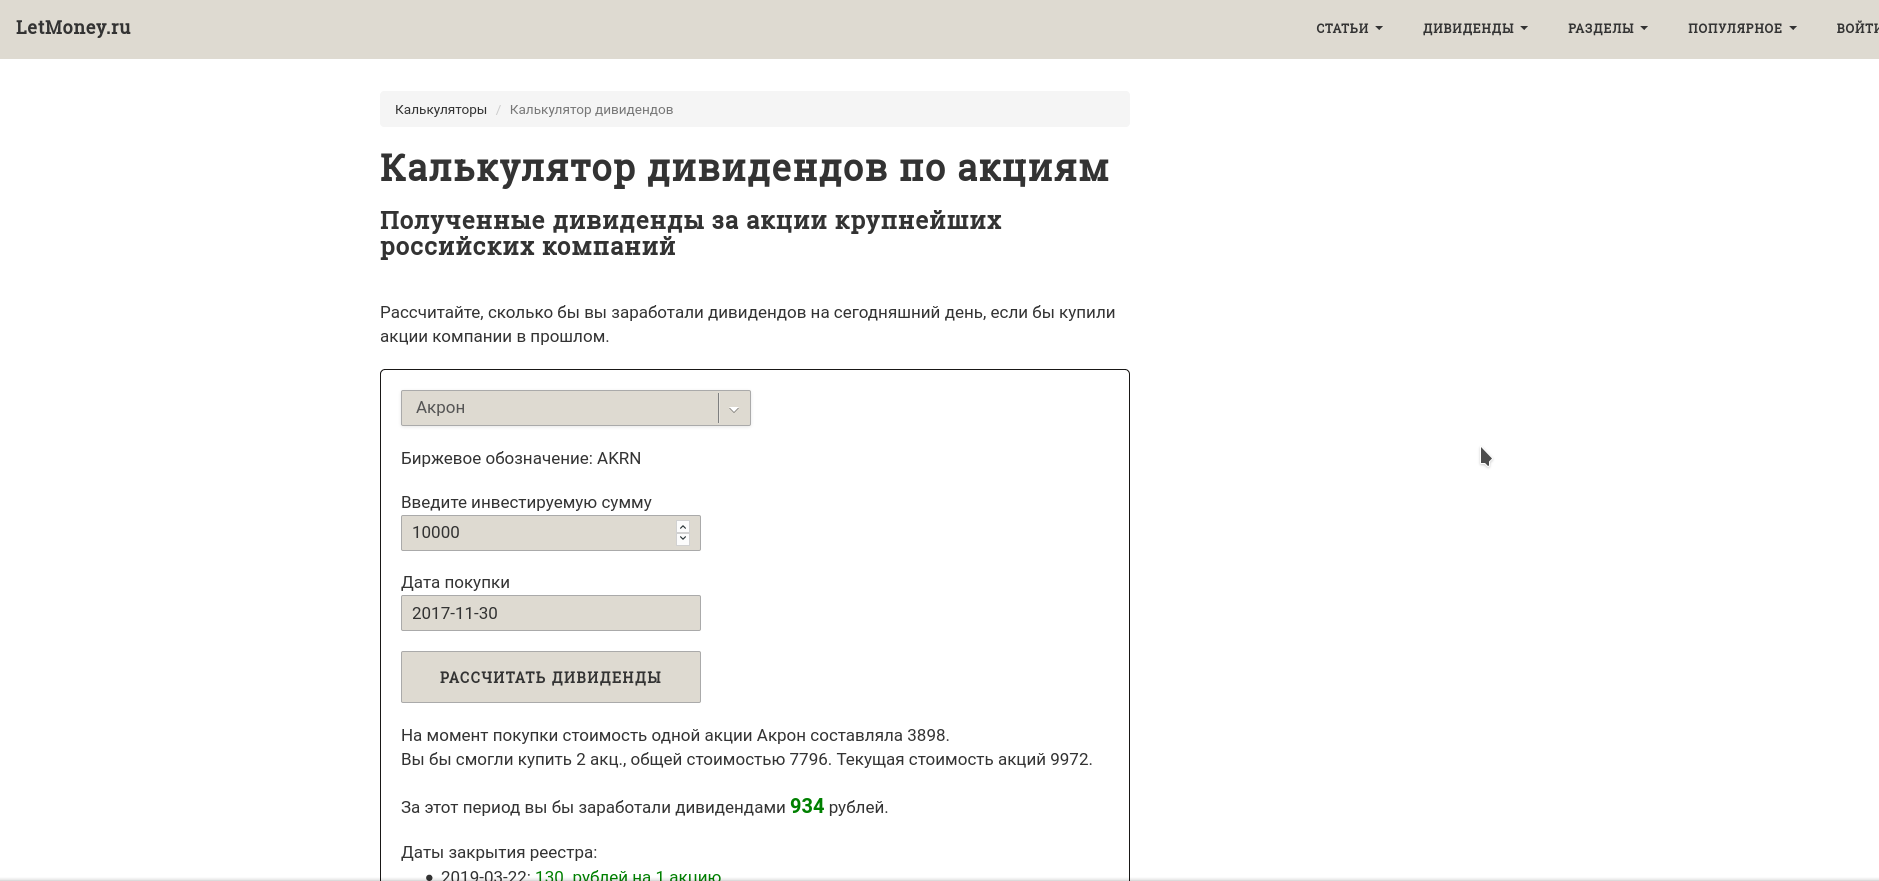 LetMoney.ru
СТАТЬИ
ДИВИДЕНДЫ
РАЗДЕЛЫ
ПОПУЛЯРНОЕ
Калькуляторы / Калькулятор дивидендов
Калькулятор дивидендов по акциям
Полученные дивиденды за акции крупнейших
российских компаний
Рассчитайте, сколько бы вы заработали дивидендов на сегодняшний день, если бы купили
акции компании в прошлом.
Акрон
Биржевое обозначение: AKRN
Введите инвестируемую сумму
10000
Дата покупки
2017-11-30
РАССЧИТАТЬ ДИВИДЕНДЫ
На момент покупки стоимость одной акции Акрон составляла 3898.
Вы бы смогли купить 2 акц., общей стоимостью 7796. Текущая стоимость акций 9972.
За этот период вы бы заработали дивидендами 934 рублей.
Даты закрытия реестра:
• 2019-03-22: 130 рублей на 1 акцию